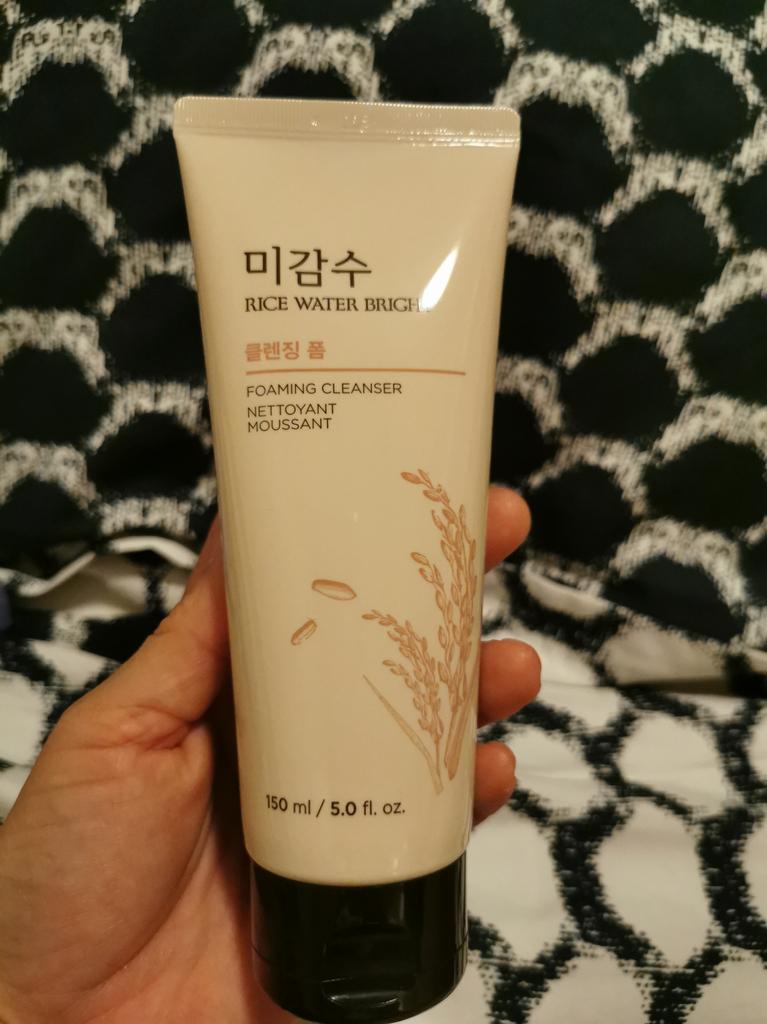 미감수
RICE WATER BRIGH
클렌징 폼
FOAMING CLEANSER
NETTOYANT
MOUSSANT
150 ml / 5.0 fl. oz.